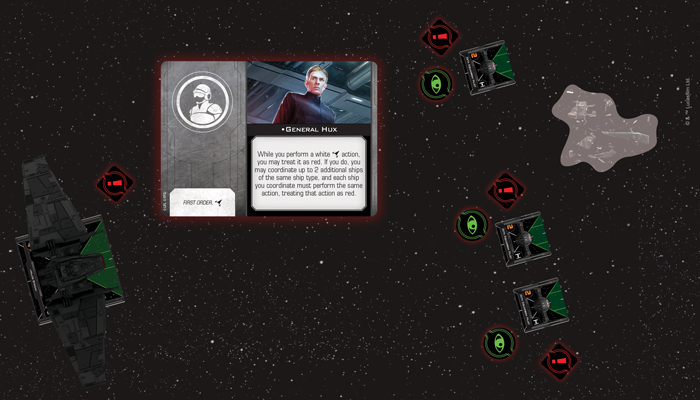 •GENERAL HUX
While you perform a white action,
you may treat it as red. If you do, you
may coordinate up to 2 additional ships
of the same ship type, and each ship
you coordinate must perform the same
action, treating that action as red.
FIRST ORDER,
2
2